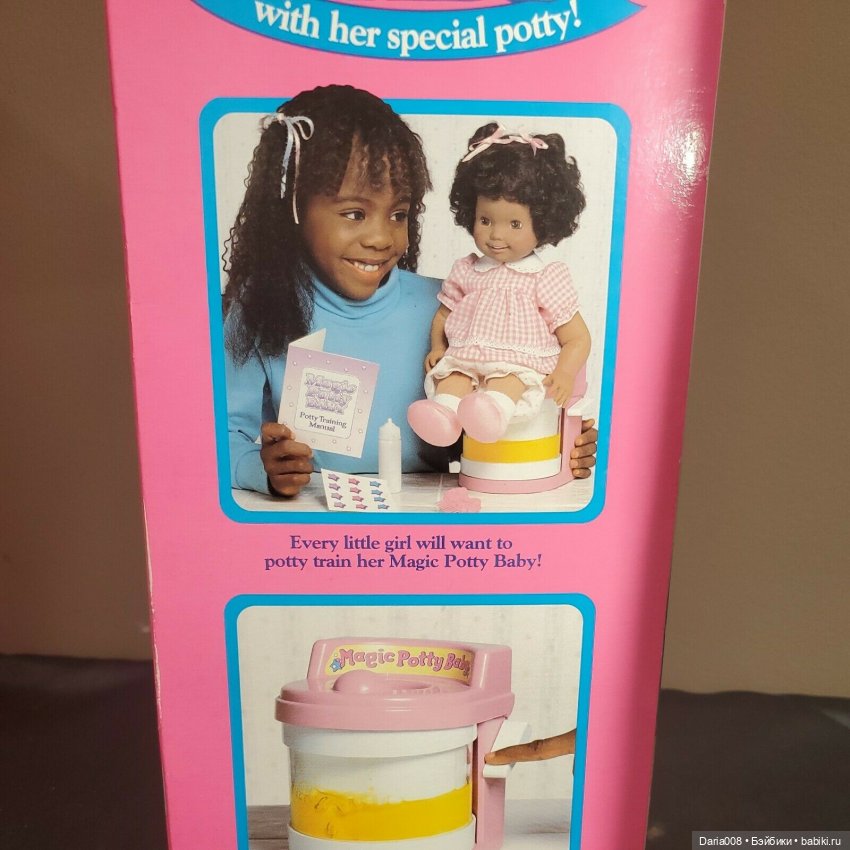 with her special potty!
Magic
Potty
BABY
Potty Training
Manual
Every little girl will want to
potty train her Magic Potty Baby!
Magic Potty Baby
Daria008 • Бэйбики • babiki.ru